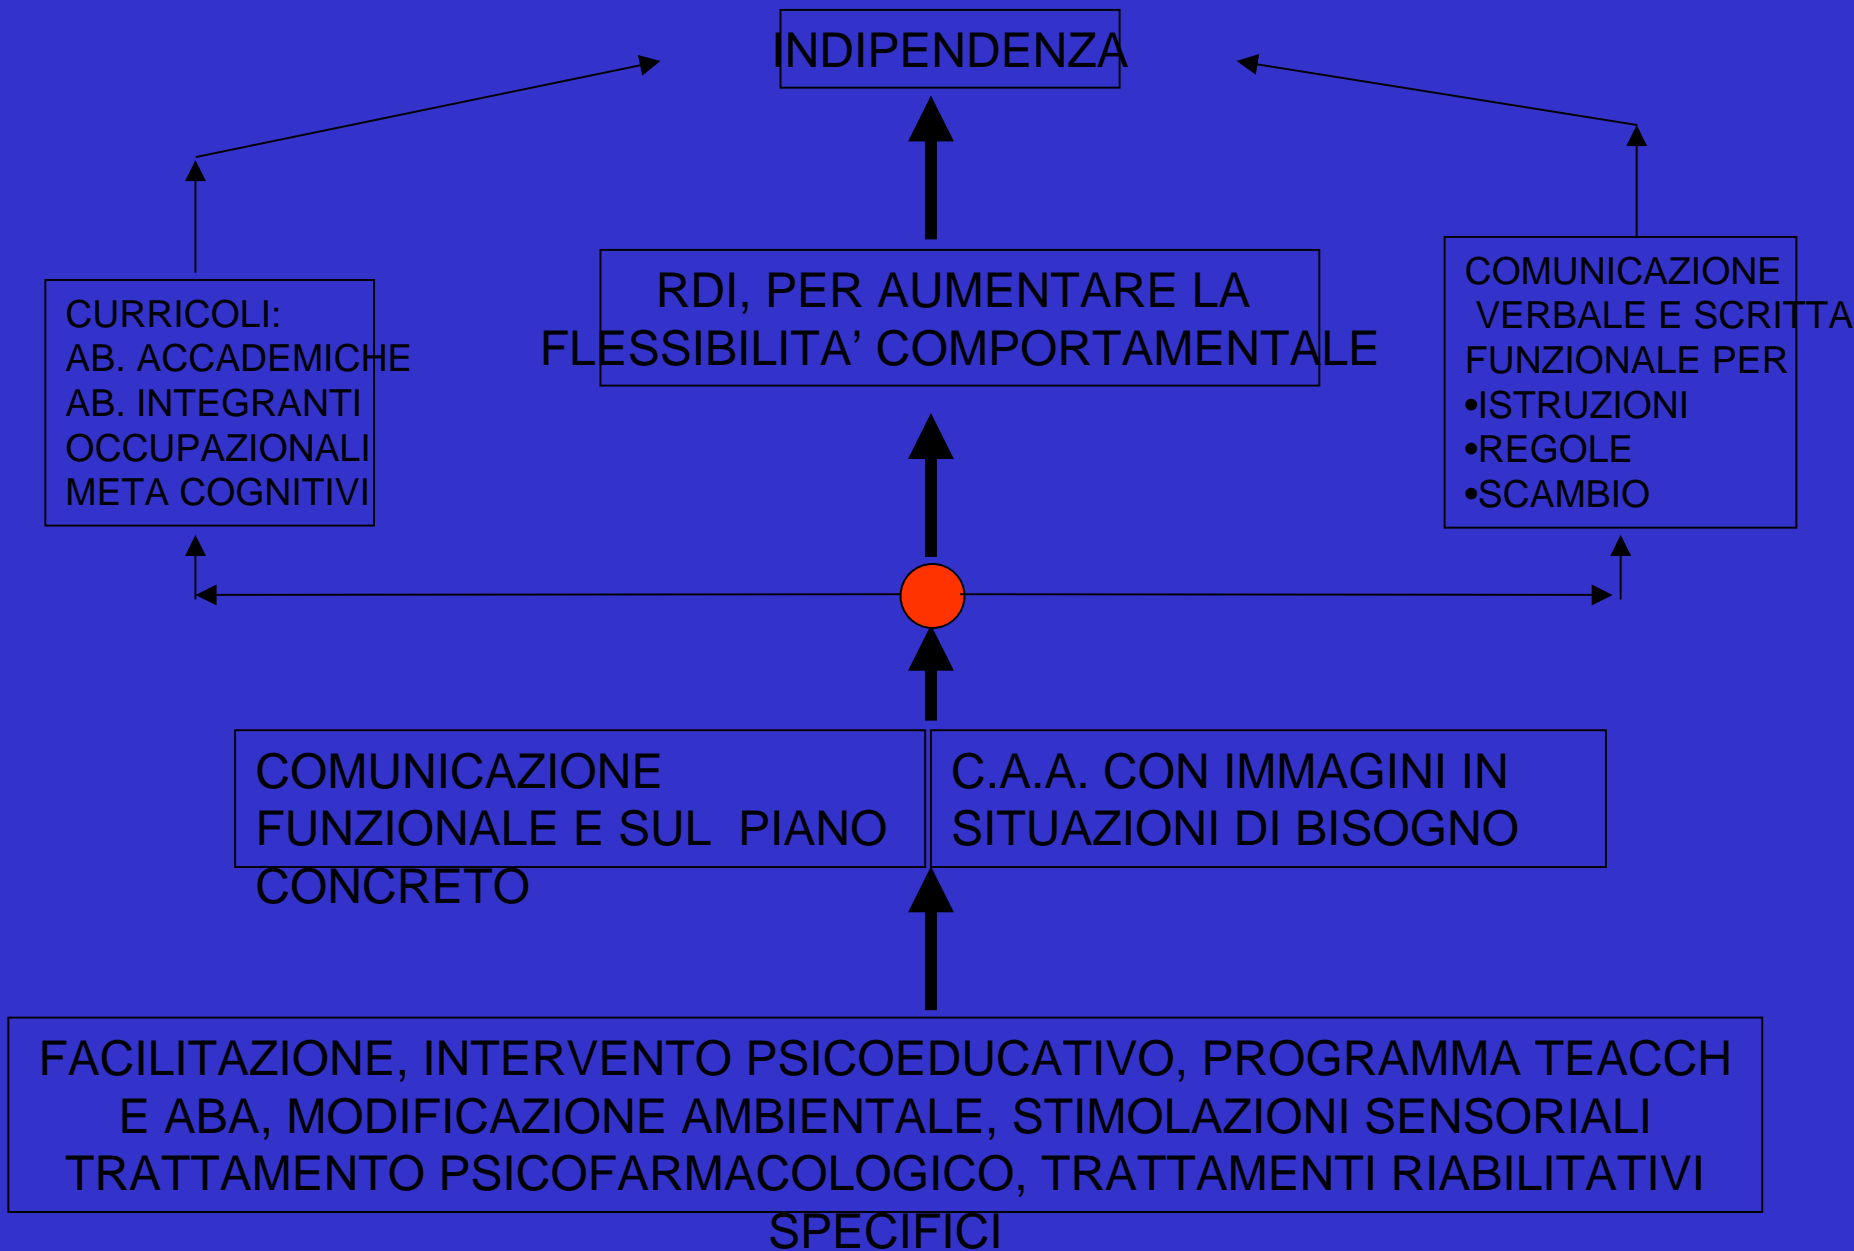 INDIPENDENZA
RDI, PER AUMENTARE LA
FLESSIBILITA’ COMPORTAMENTALE
CURRICOLI:
AB. ACCADEMICHE
AB. INTEGRANTI
OCCUPAZIONALI
META COGNITIVI
COMUNICAZIONE
VERBALE E SCRITTA
FUNZIONALE PER
•ISTRUZIONI
•REGOLE
•SCAMBIO
COMUNICAZIONE
FUNZIONALE E SUL PIANO
CONCRETO
C.A.A. CON IMMAGINI IN
SITUAZIONI DI BISOGNO
FACILITAZIONE, INTERVENTO PSICOEDUCATIVO, PROGRAMMA TEACCH
E ABA, MODIFICAZIONE AMBIENTALE, STIMOLAZIONI SENSORIALI
TRATTAMENTO PSICOFARMACOLOGICO, TRATTAMENTI RIABILITATIVI
SPECIFICI